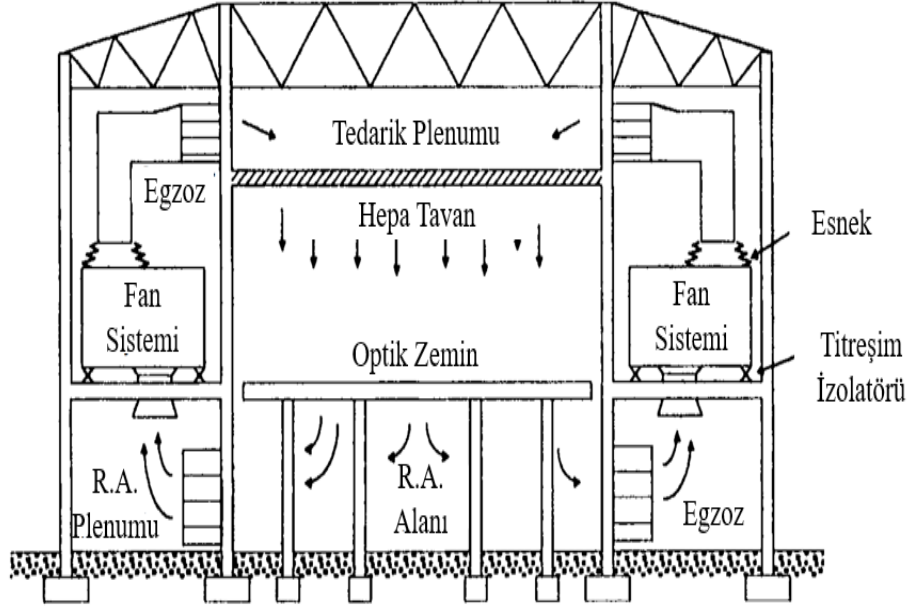 Tedarik Plenumu
Egzoz
Hepa Tavan
Esnek
Fan
Sistemi
Fan
Sistemi
Optik Zemin
Titreşim
İzolatörü
R.A.
Plenumu
R.A.
Alanı
Egzoz